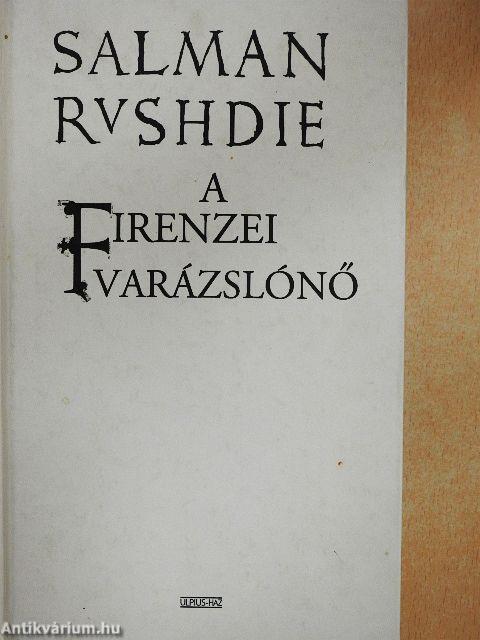 SALMAN
RVSHDIE
A
FIRENZEI
VARÁZSLÓNŐ
ULPIUS-HÁZ
Antikvárium.hu